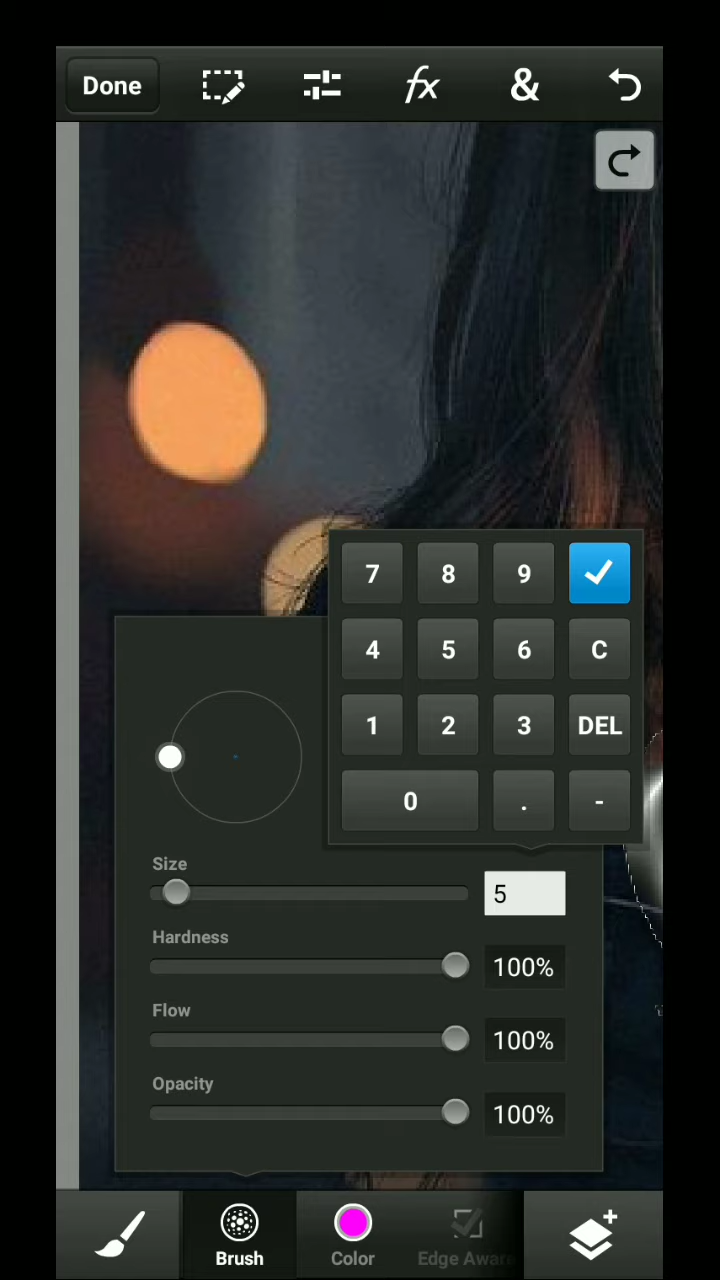 Done
fx
&
7 8 9
4 5 6 C
1 2 3 DEL
0 . -
Size
5
Hardness
100%
Flow
100%
Opacity
100%
Brush
Color
Edge Aware